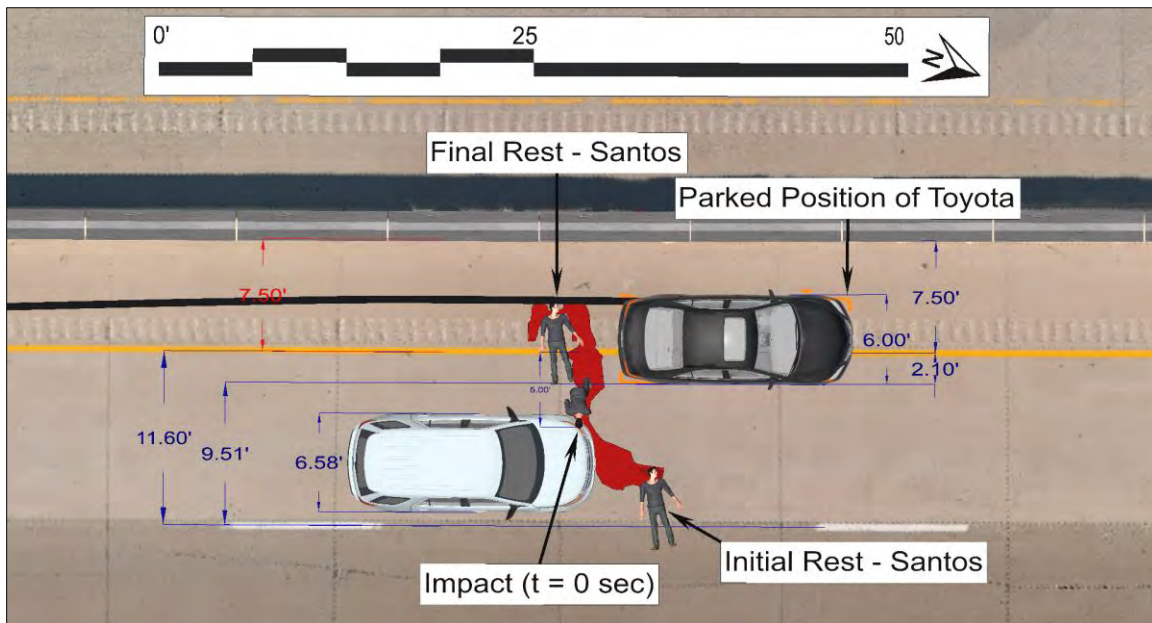 0'
25
50
N
Final Rest - Santos
Parked Position of Toyota
7.50'
7.50'
6.00'
2.10'
5.00'
11.60'
9.51'
6.58'
Impact (t = 0 sec)
Initial Rest - Santos